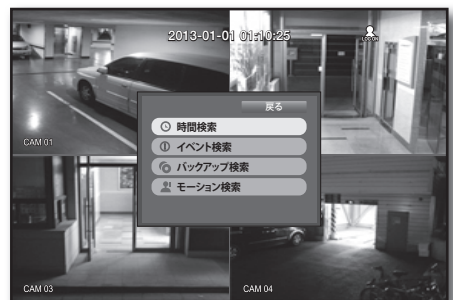 2013-01-01 01:10:25
LOG ON
戻る
時間検索
CAM 01
イベント検索
バックアップ検索
モーション検索
CAM 03
CAM 04